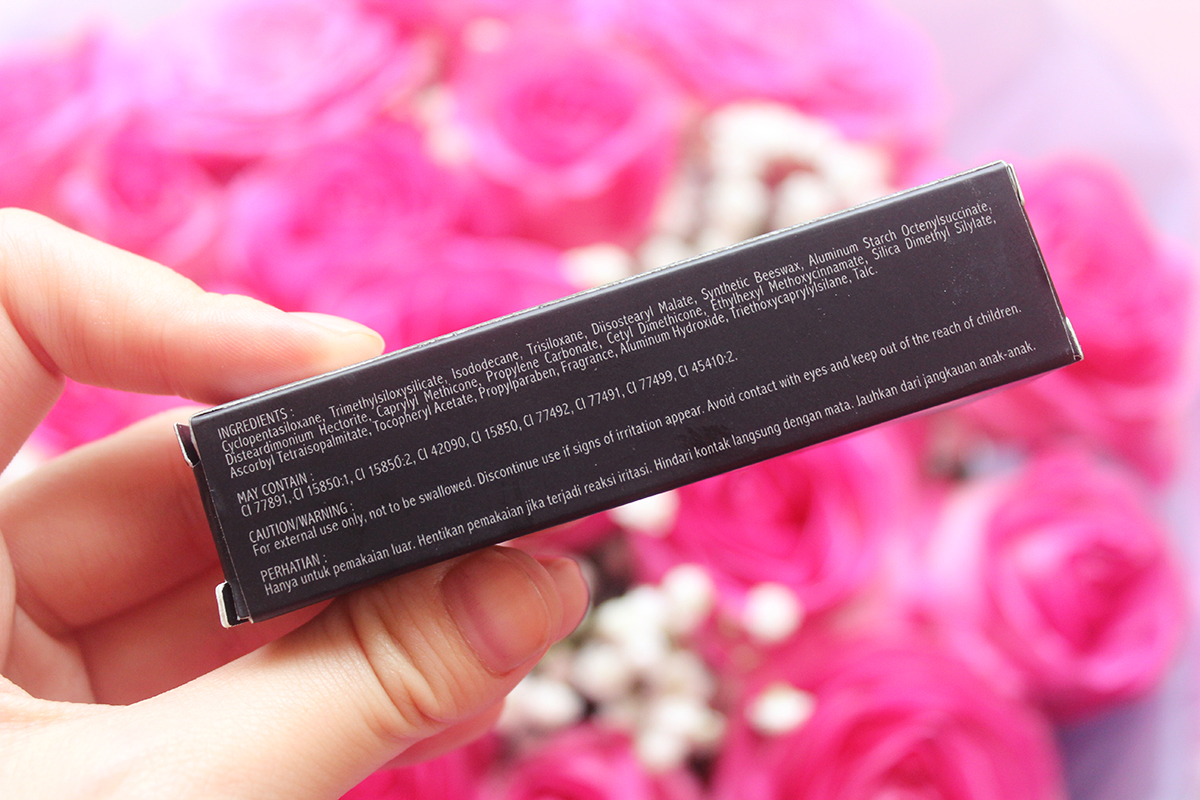 INGREDIENTS :
Cyclopentasiloxane, Trimethylsiloxysilicate, Isododecane, Trisiloxane, Diisostearyl Malate, Synthetic Beeswax, Aluminum Starch Octenylsuccinate,
Disteardimonium Hectorite, Caprylyl Methicone, Propylene Carbonate, Cetyl Dimethicone, Ethylhexyl Methoxycinnamate, Silica Dimethyl Silylate,
Ascorbyl Tetraisopalmitate, Tocopheryl Acetate, Propylparaben, Fragrance, Aluminum Hydroxide, Triethoxycaprylylsilane, Talc.
MAY CONTAIN :
CI 77891, CI 15850:1, CI 15850:2, CI 42090, CI 15850, CI 77492, CI 77491, CI 77499, CI 45410:2.
CAUTION/WARNING :
For external use only, not to be swallowed. Discontinue use if signs of irritation appear. Avoid contact with eyes and keep out of the reach of children.
PERHATIAN :
Hanya untuk pemakaian luar. Hentikan pemakaian jika terjadi reaksi iritasi. Hindari kontak langsung dengan mata. Jauhkan dari jangkauan anak-anak.